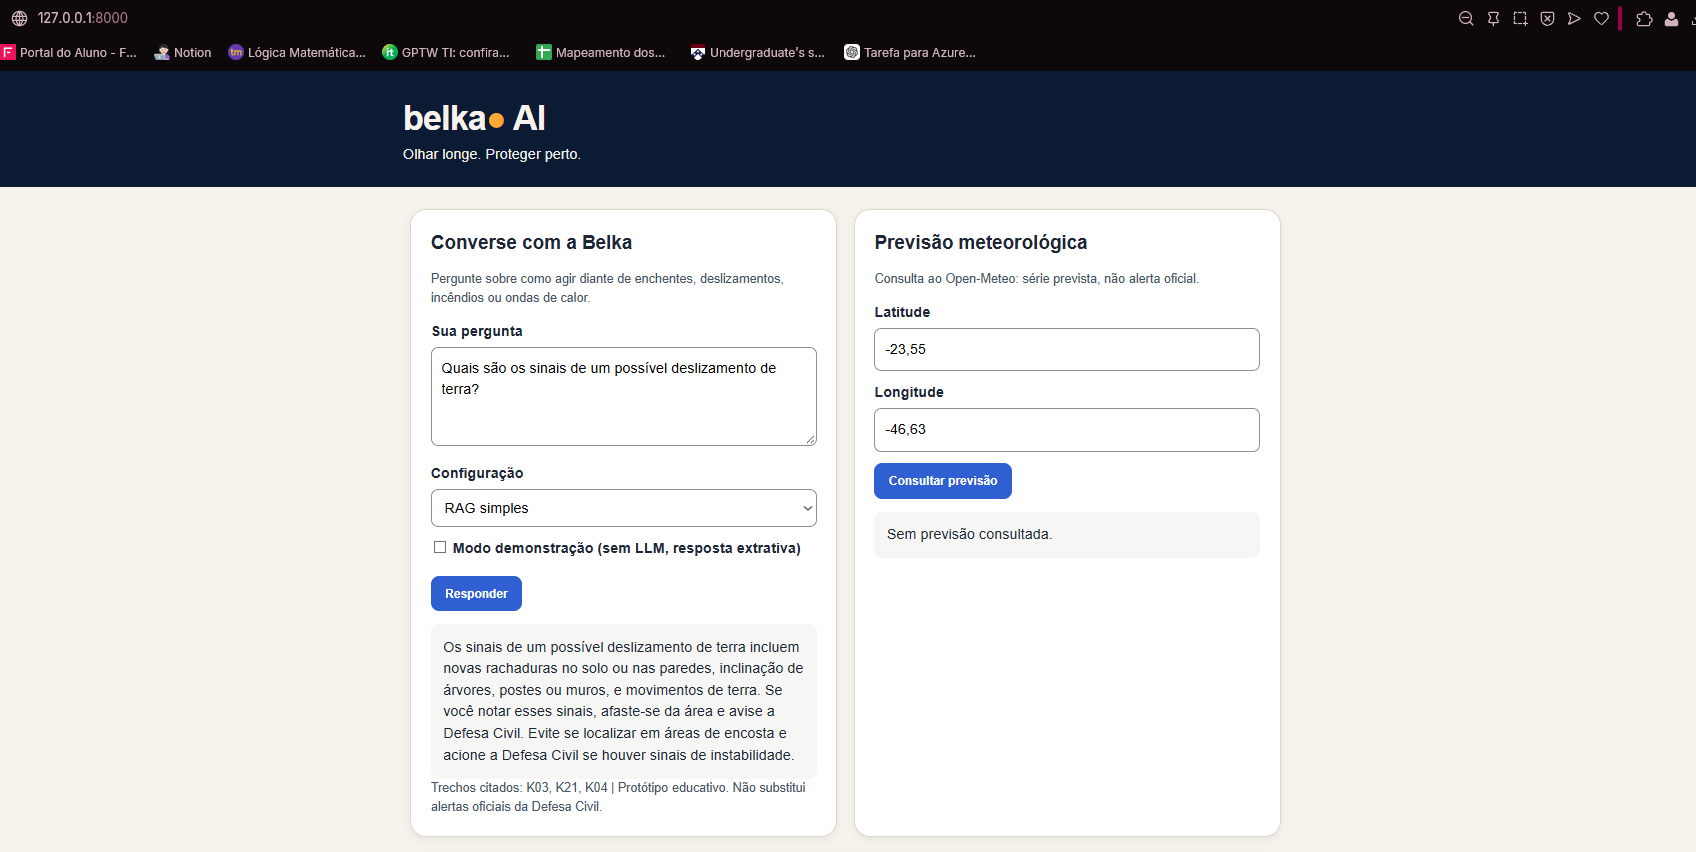 127.0.0.1:8000
Portal do Aluno - F...
Notion
Lógica Matemática...
GPTW TI: confira...
Mapeamento dos...
Undergraduate's s...
Tarefa para Azure...
belka AI
Olhar longe. Proteger perto.
Converse com a Belka
Pergunte sobre como agir diante de enchentes, deslizamentos,
incêndios ou ondas de calor.
Sua pergunta
Quais são os sinais de um possível deslizamento de
terra?
Configuração
RAG simples
Modo demonstração (sem LLM, resposta extrativa)
Responder
Os sinais de um possível deslizamento de terra incluem
novas rachaduras no solo ou nas paredes, inclinação de
árvores, postes ou muros, e movimentos de terra. Se
você notar esses sinais, afaste-se da área e avise a
Defesa Civil. Evite se localizar em áreas de encosta e
acione a Defesa Civil se houver sinais de instabilidade.
Trechos citados: K03, K21, K04 | Protótipo educativo. Não substitui
alertas oficiais da Defesa Civil.
Previsão meteorológica
Consulta ao Open-Meteo: série prevista, não alerta oficial.
Latitude
-23,55
Longitude
-46,63
Consultar previsão
Sem previsão consultada.